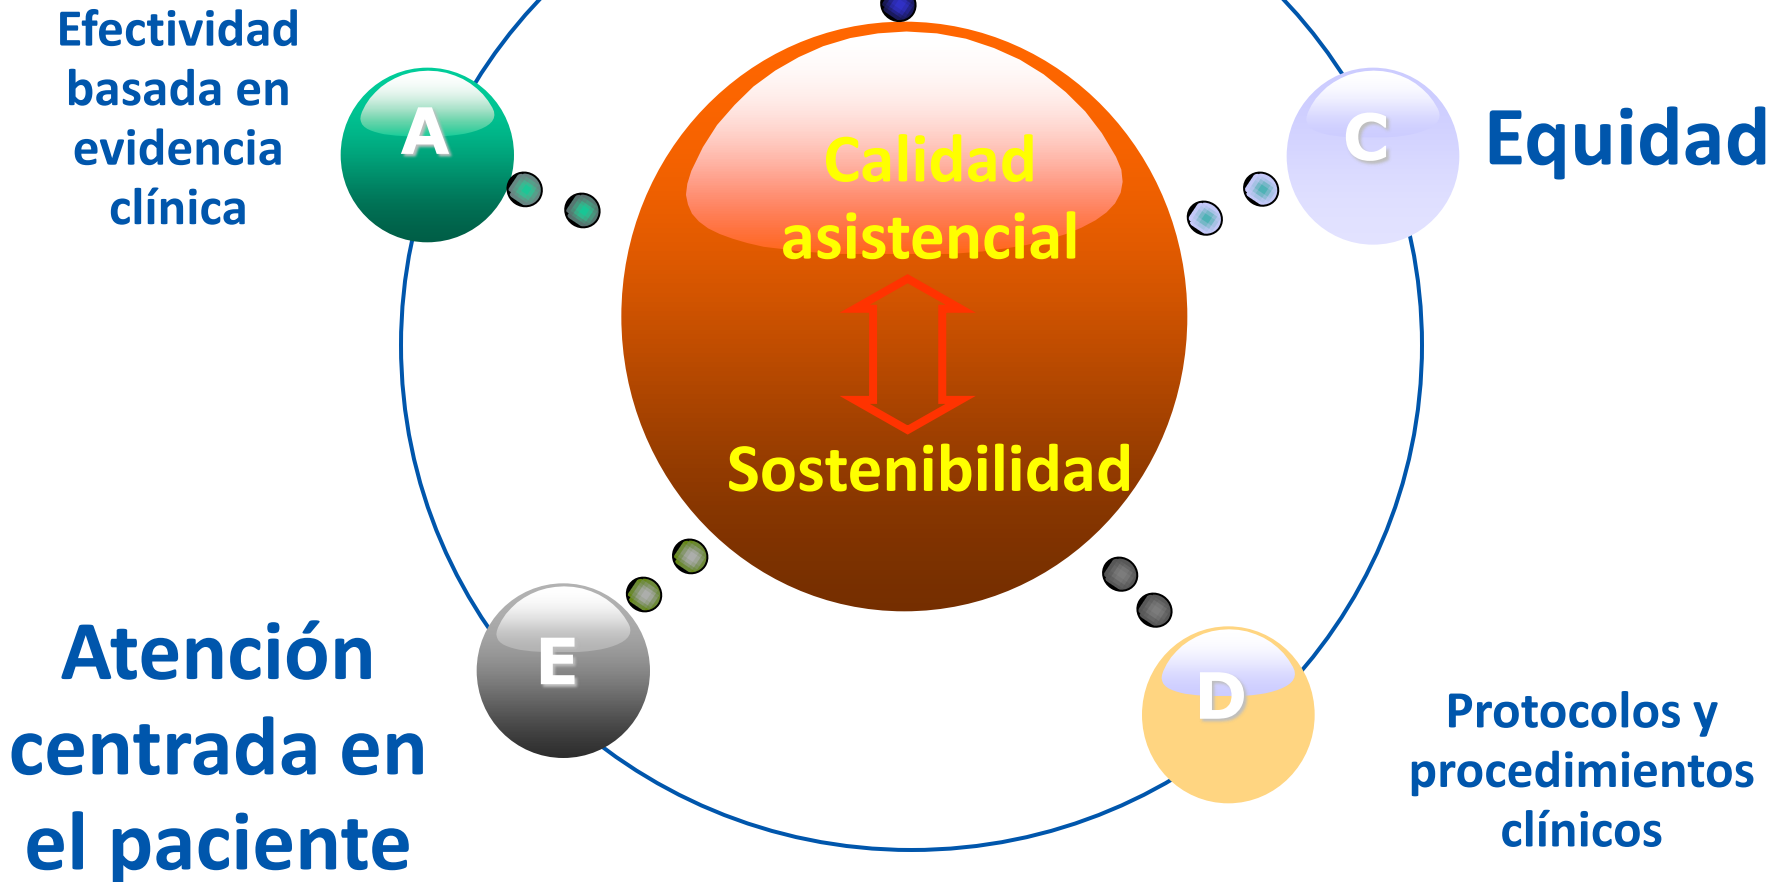 Efectividad
basada en
evidencia
clínica
A
Calidad
asistencial
Sostenibilidad
C
Equidad
E
Atención
centrada en
el paciente
D
Protocolos y
procedimientos
clínicos